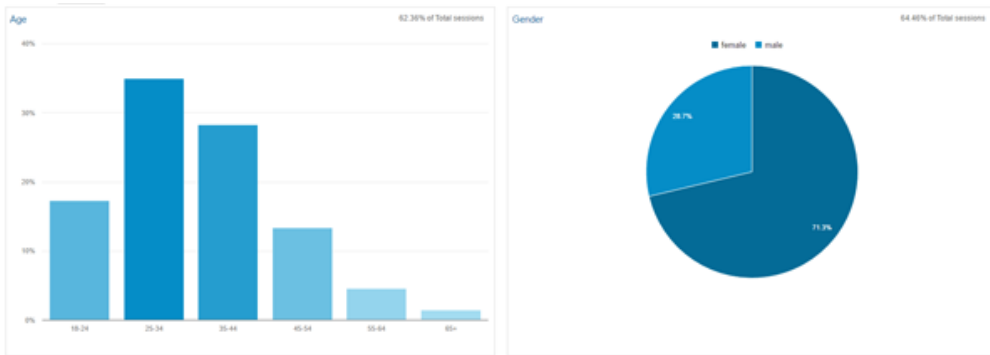 Age
62.36% of Total sessions
40%
30%
20%
10%
0%
18-24
25-34
35-44
45-54
55-64
65+
Gender
64.46% of Total sessions
female
male
28.7%
71.3%